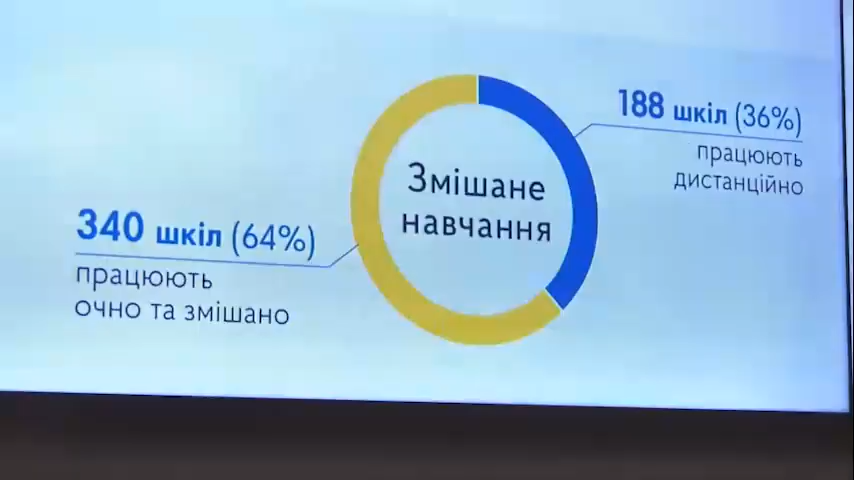 Змішане
навчання
188 шкіл (36%)
працюють
дистанційно
340 шкіл (64%)
працюють
очно та змішано